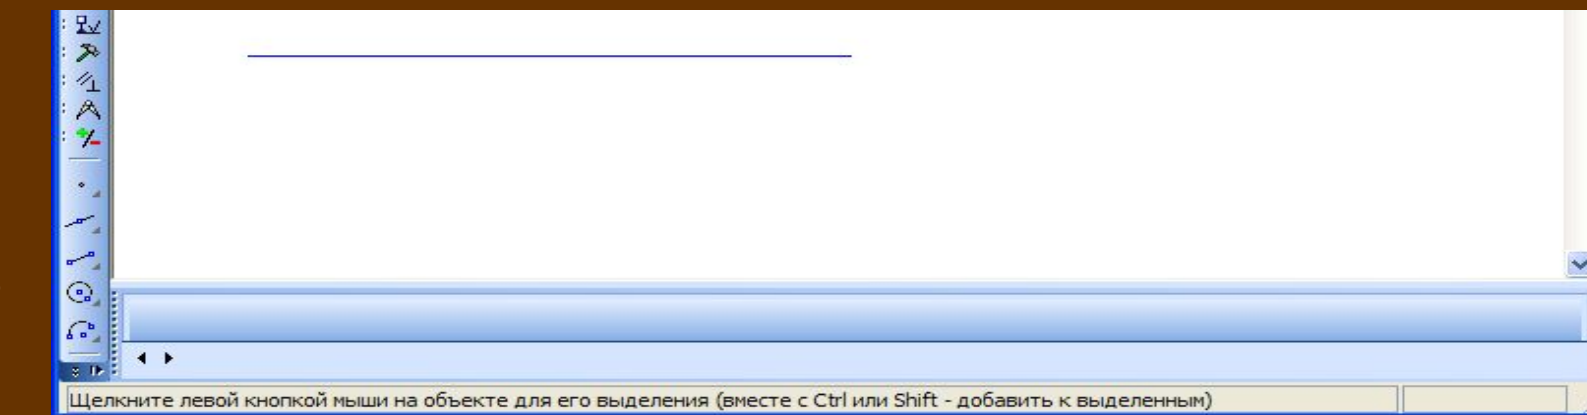 Щелкните левой кнопкой мыши на объекте для его выделения (вместе с Ctrl или Shift - добавить к выделенным)